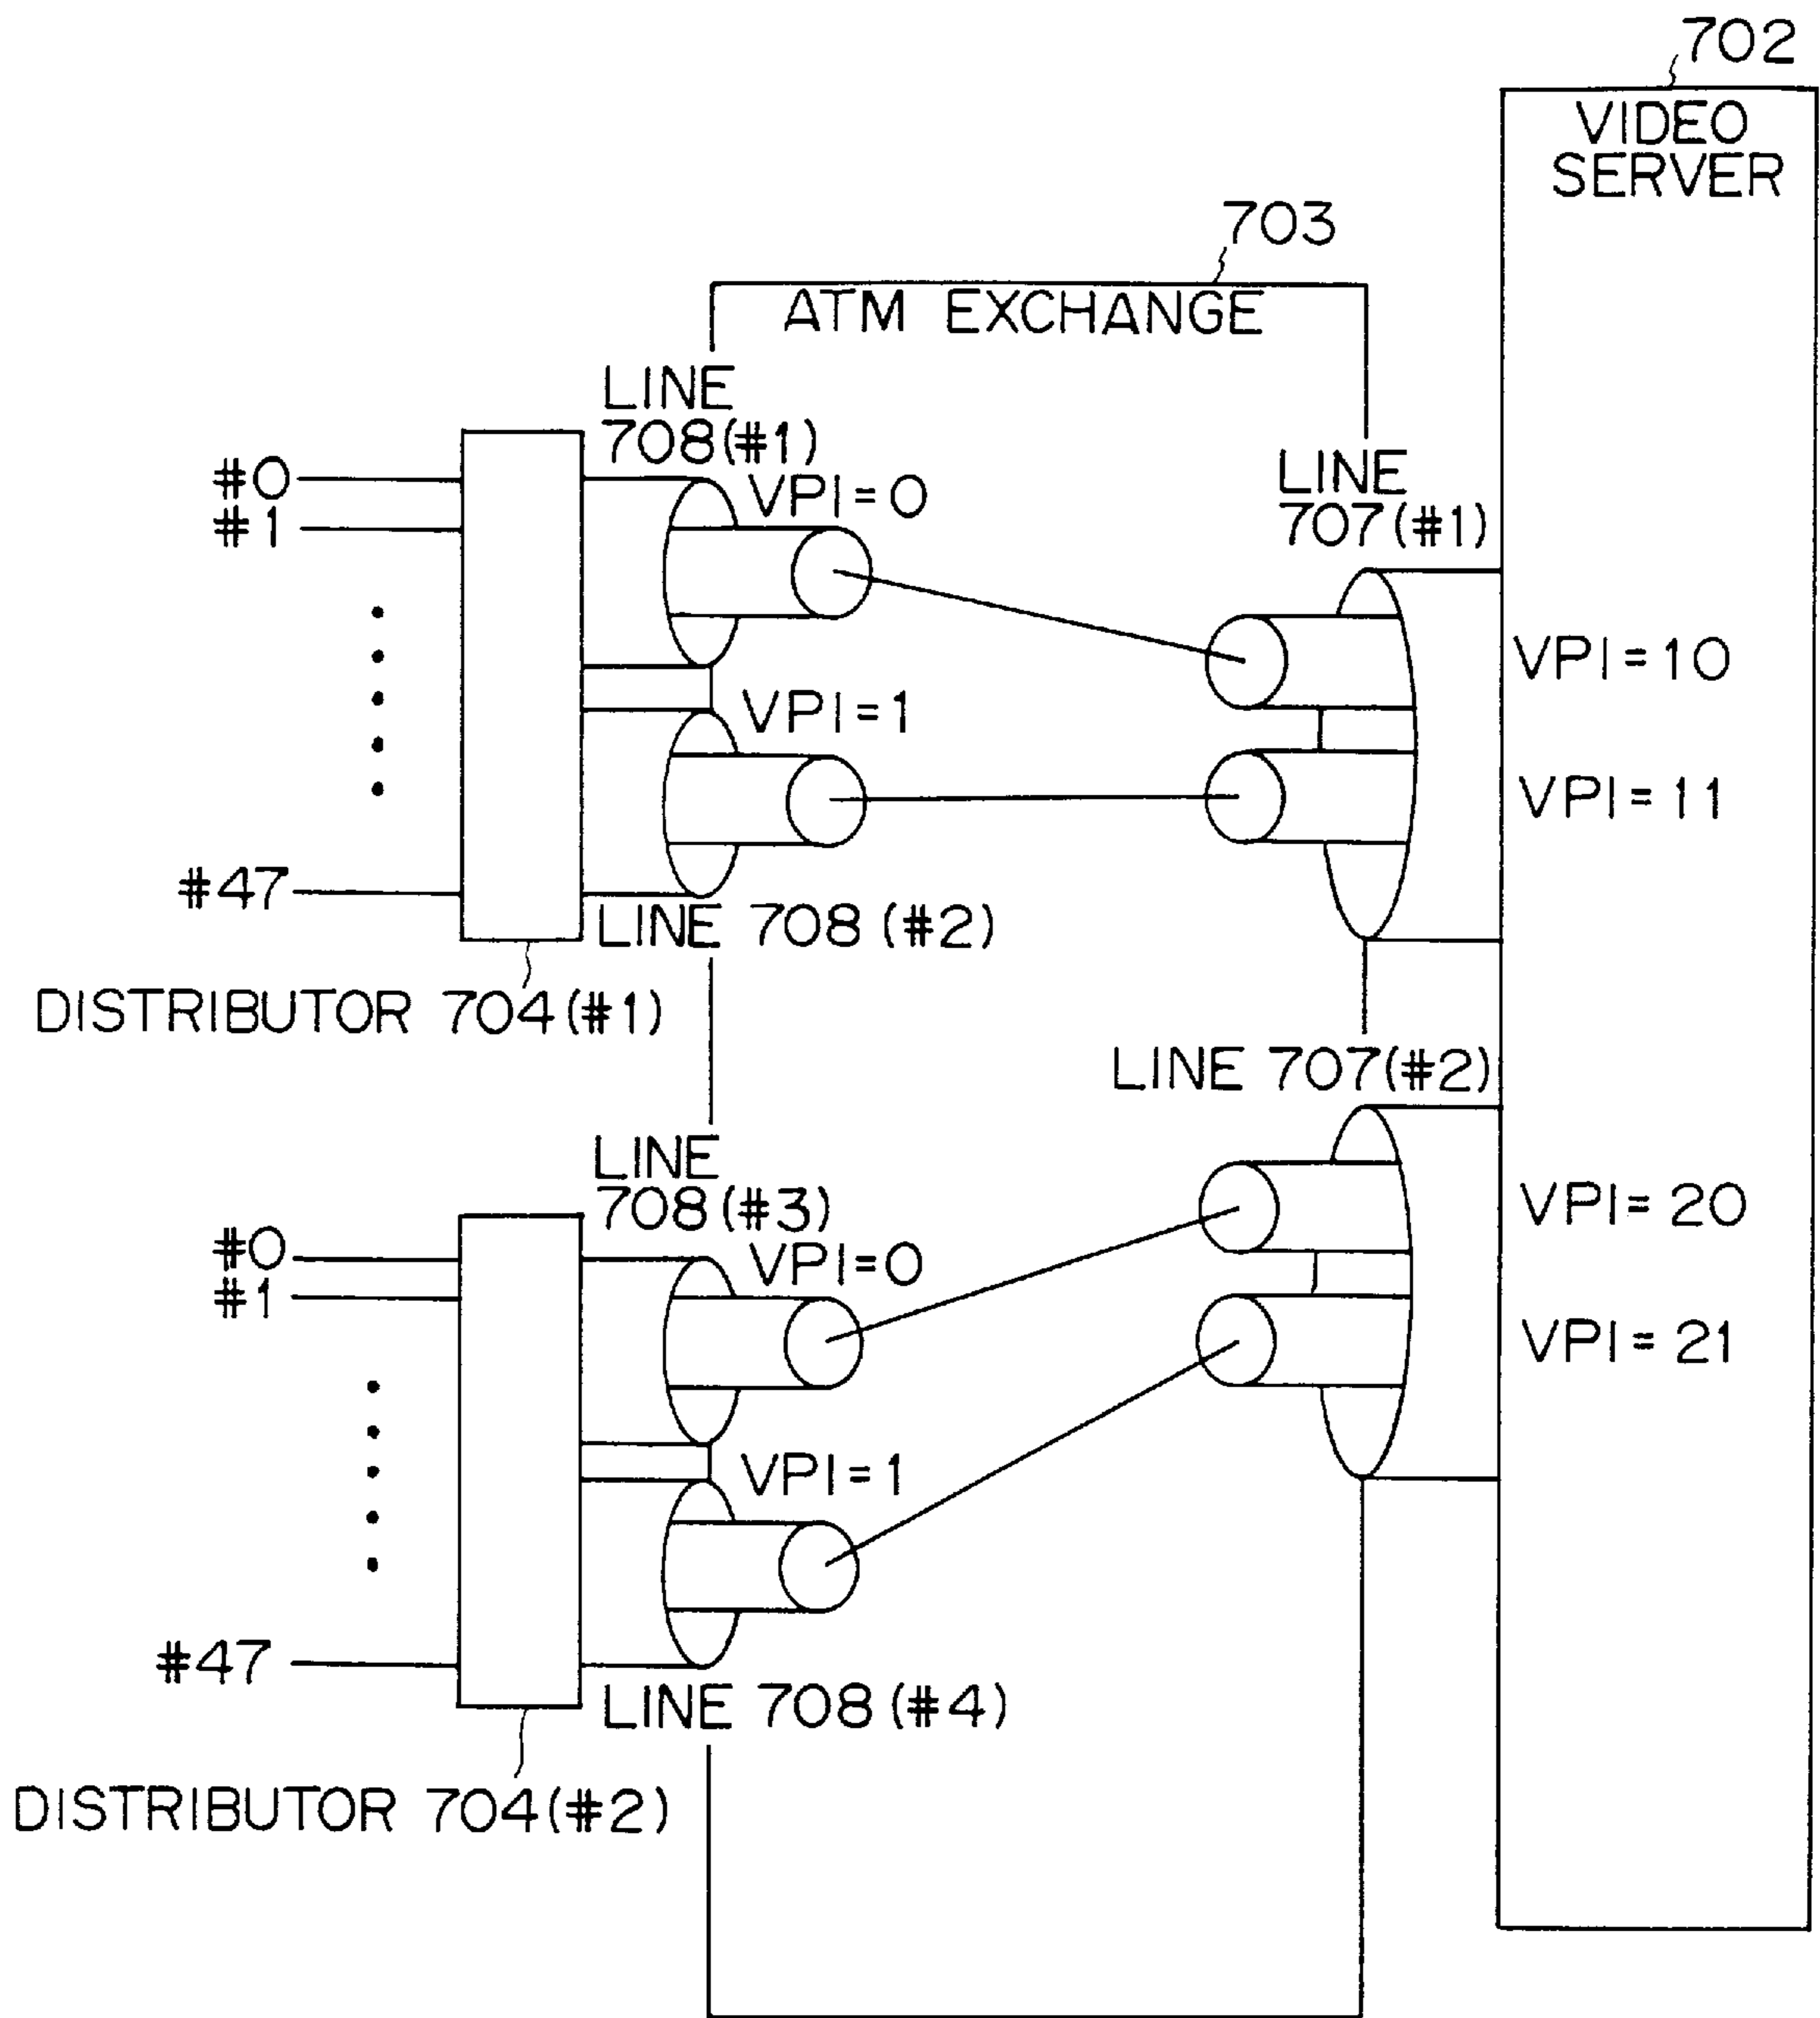 702
VIDEO
SERVER
703
ATM EXCHANGE
LINE
708(#1)
VPI=0
LINE
707(#1)
#0
#1
VPI=10
VPI=1
VPI=11
#47
LINE 708(#2)
DISTRIBUTOR 704(#1)
LINE 707(#2)
LINE
708(#3)
VPI=0
VPI=20
#0
#1
VPI=21
VPI=1
#47
LINE 708(#4)
DISTRIBUTOR 704(#2)